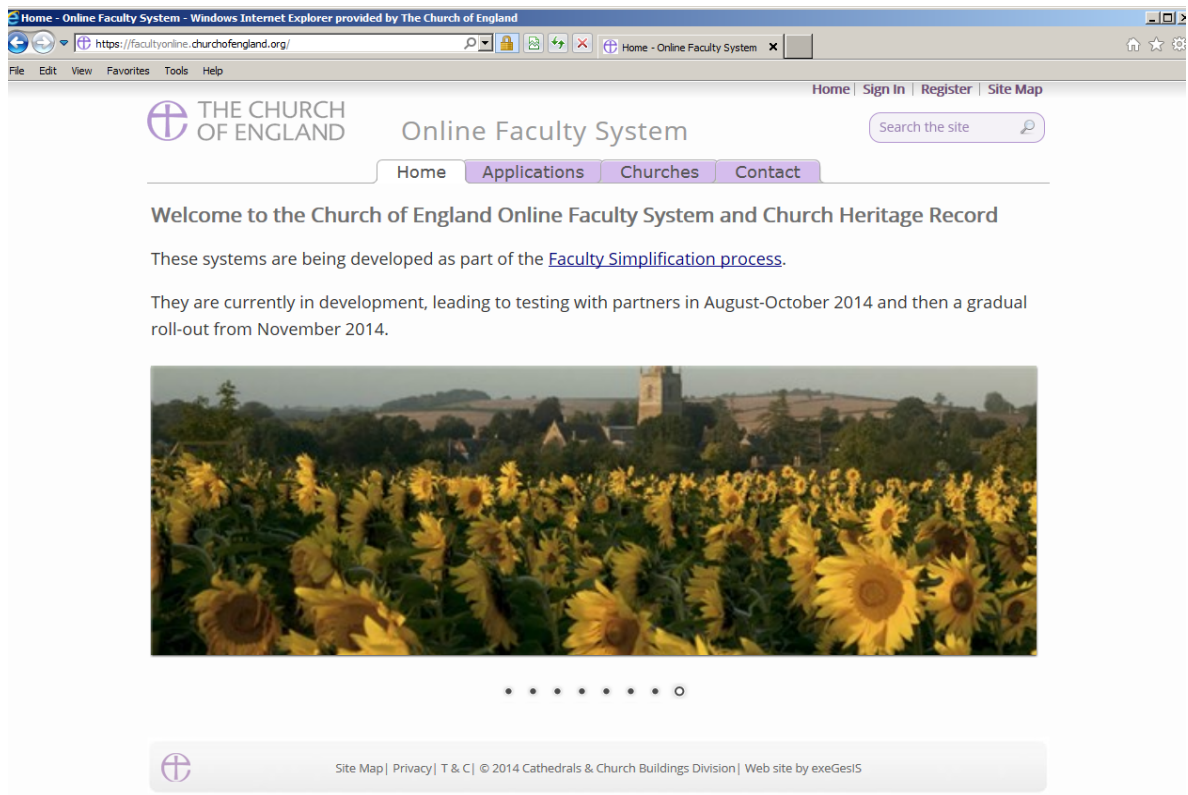 Home - Online Faculty System - Windows Internet Explorer provided by The Church of England
https://facultyonline.churchofengland.org/
Home - Online Faculty System
File Edit View Favorites Tools Help
Home | Sign In | Register | Site Map
THE CHURCH
OF ENGLAND
Online Faculty System
Search the site
Home Applications Churches Contact
Welcome to the Church of England Online Faculty System and Church Heritage Record
These systems are being developed as part of the Faculty Simplification process.
They are currently in development, leading to testing with partners in August-October 2014 and then a gradual
roll-out from November 2014.
Site Map| Privacy| T & C| © 2014 Cathedrals & Church Buildings Division| Web site by exeGesIS